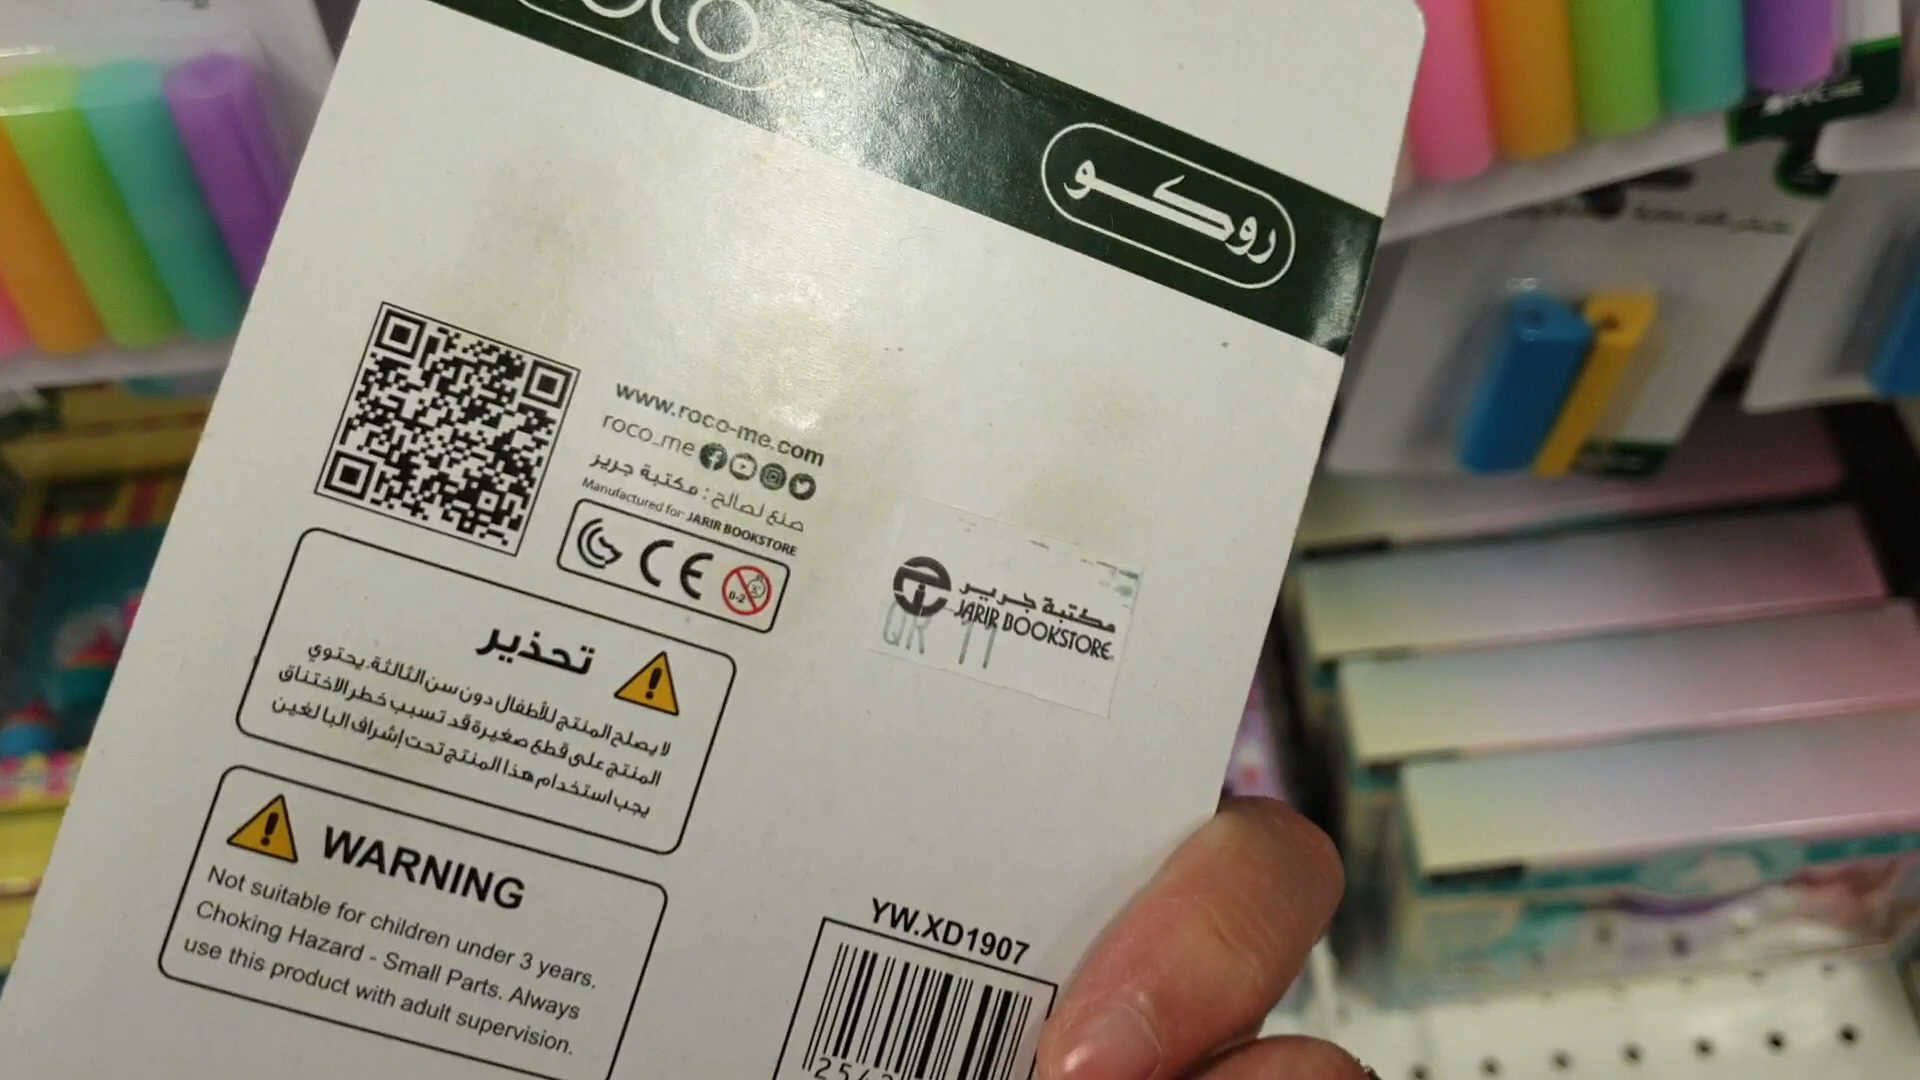 roco
روكو
www.roco-me.com
roco_me
صنع لصالح : مكتبة جرير
Manufactured for: JARIR BOOKSTORE
CE
0-2
مكتبة جرير
JARIR BOOKSTORE
QR 11
تحذير
لا يصلح المنتج للأطفال دون سن الثالثة. يحتوي
المنتج على قطع صغيرة قد تسبب خطر الاختناق
يجب استخدام هذا المنتج تحت إشراف البالغين
WARNING
Not suitable for children under 3 years.
Choking Hazard - Small Parts. Always
use this product with adult supervision.
YW.XD1907